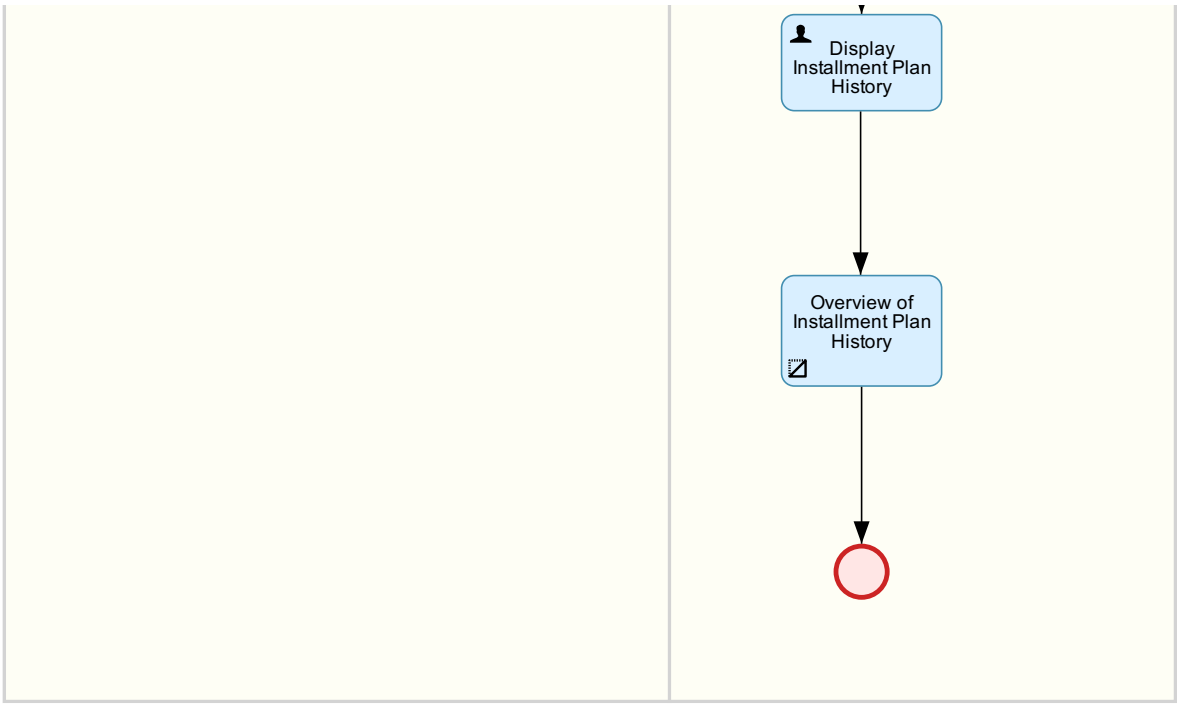 Display
Installment Plan
History
Overview of
Installment Plan
History